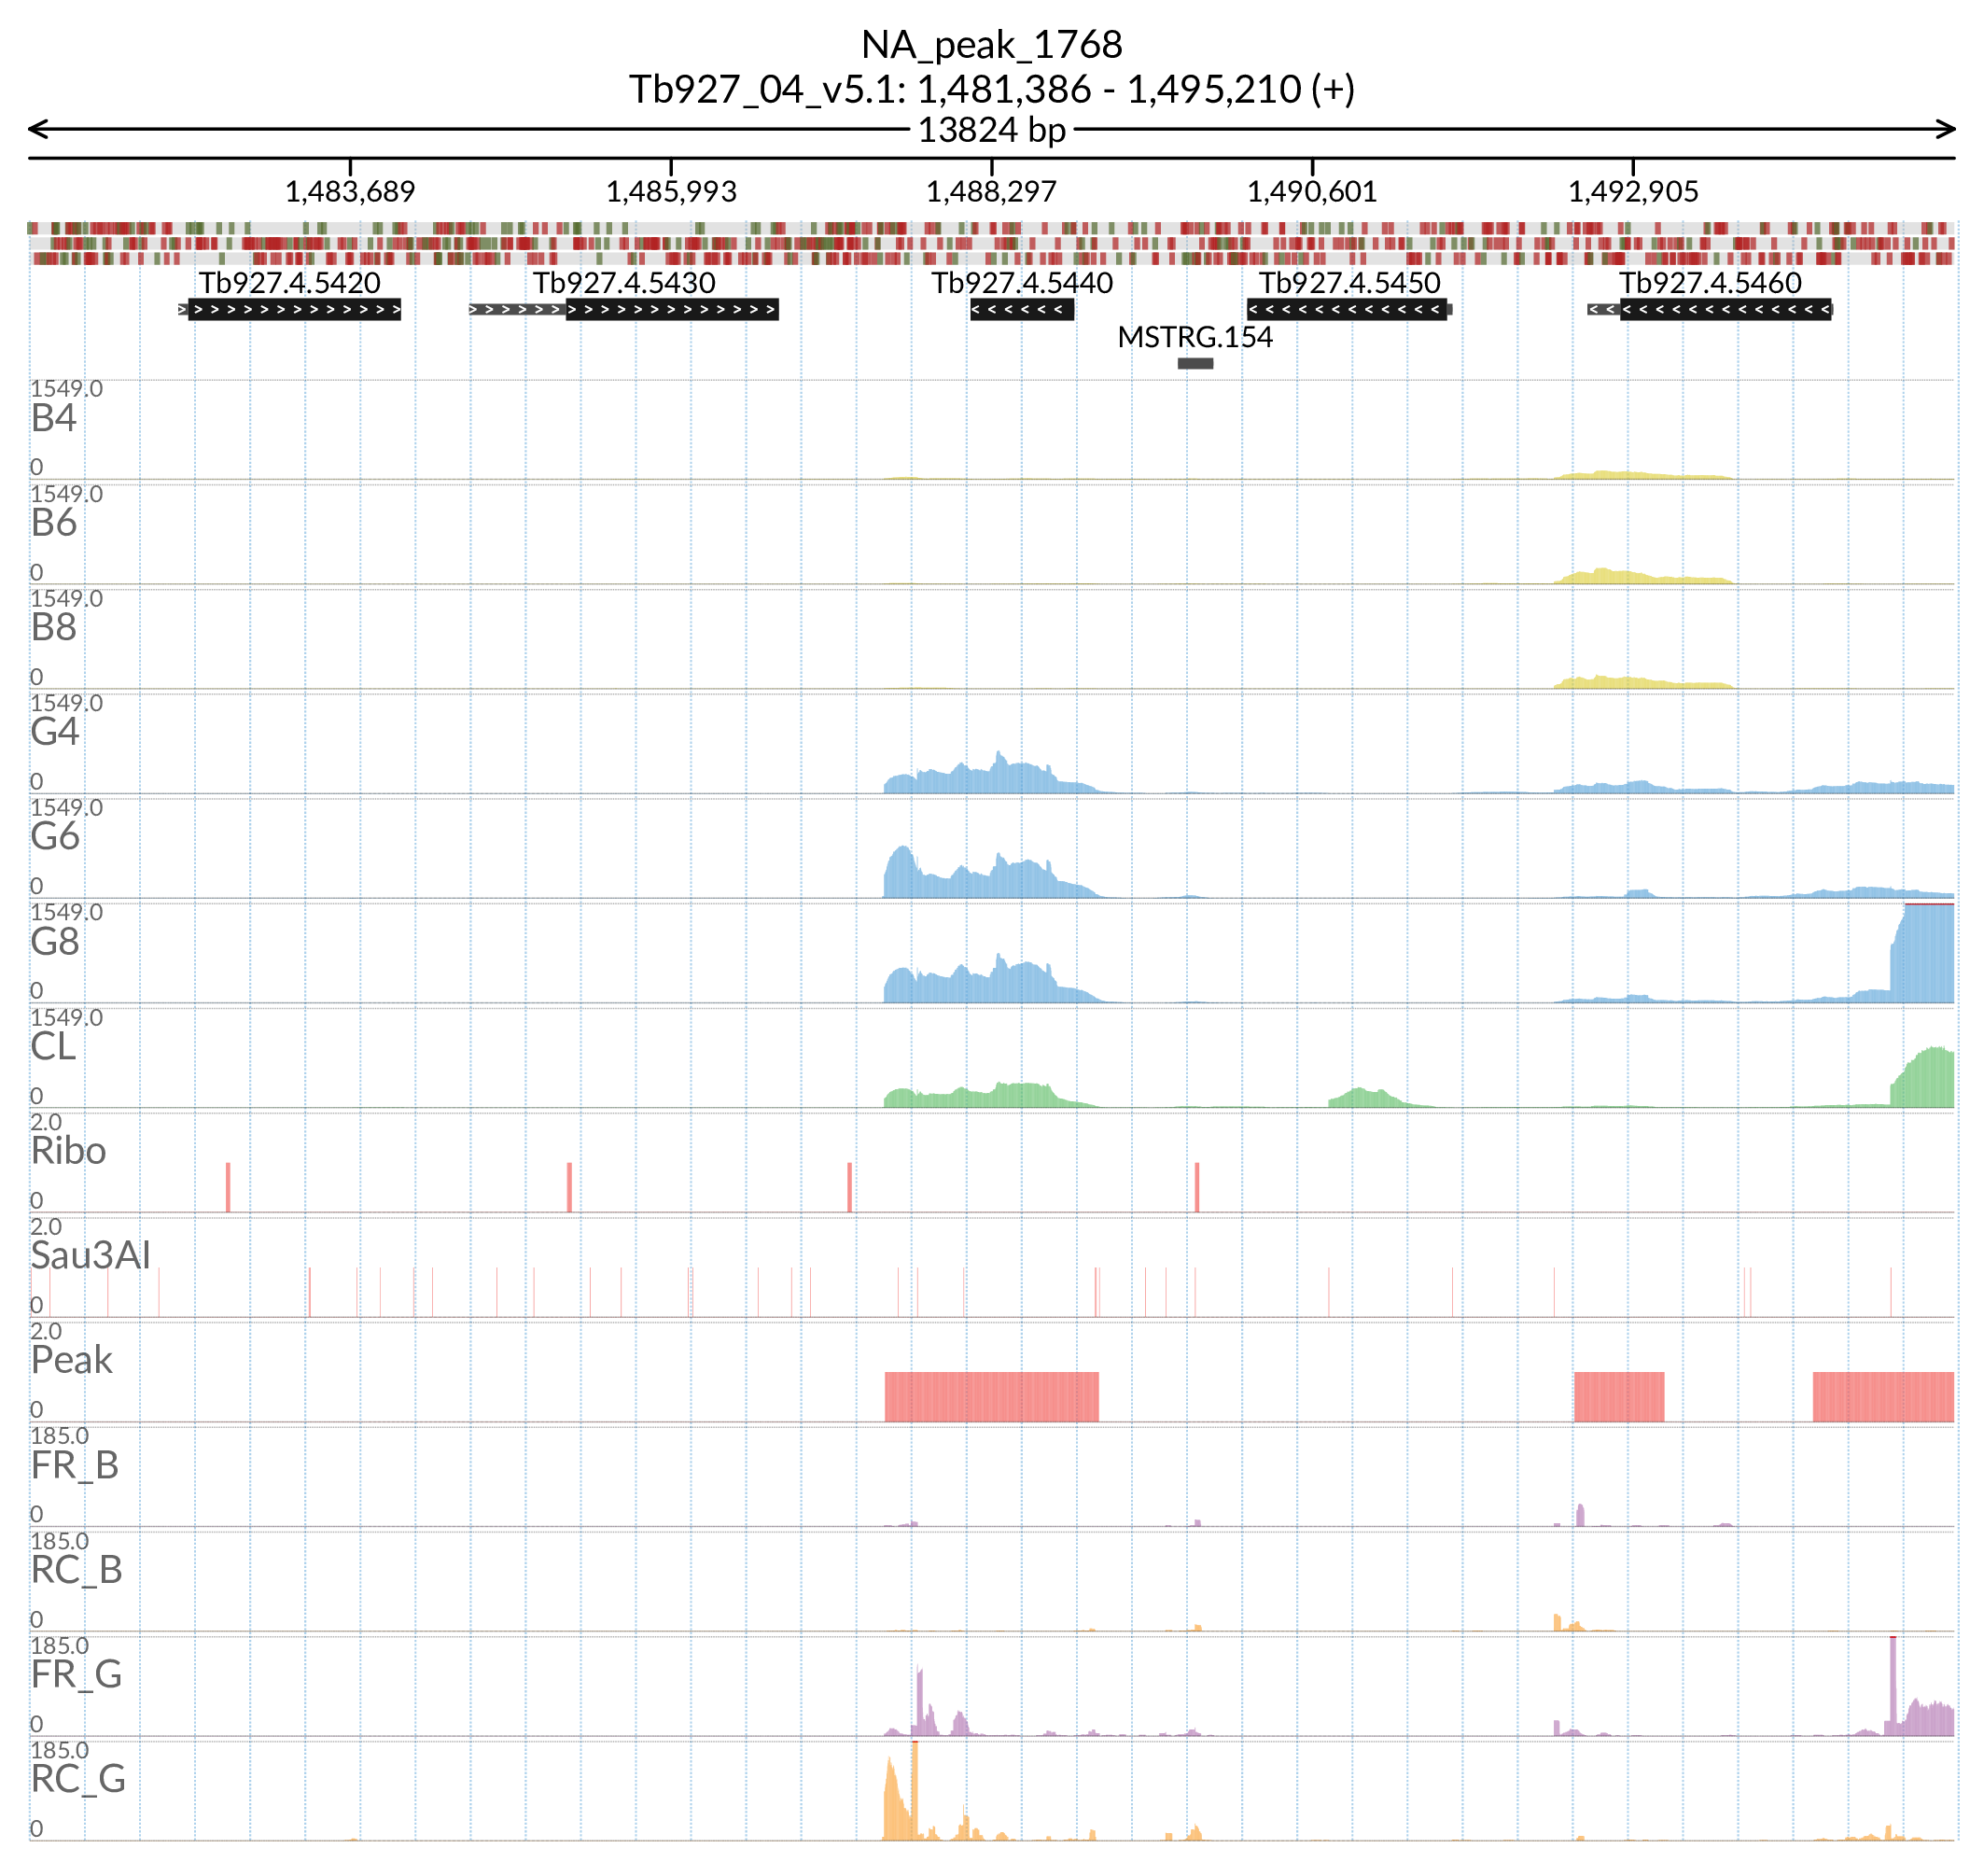 NA_peak_1768
Tb927_04_v5.1: 1,481,386 - 1,495,210 (+)
13824 bp
1,483,689 1,485,993 1,488,297 1,490,601 1,492,905
Tb927.4.5420 Tb927.4.5430 Tb927.4.5440 Tb927.4.5450 Tb927.4.5460
MSTRG.154
1549.0
B4
0
1549.0
B6
0
1549.0
B8
0
1549.0
G4
0
1549.0
G6
0
1549.0
G8
0
1549.0
CL
0
2.0
Ribo
0
2.0
Sau3AI
0
2.0
Peak
0
185.0
FR_B
0
185.0
RC_B
0
185.0
FR_G
0
185.0
RC_G
0